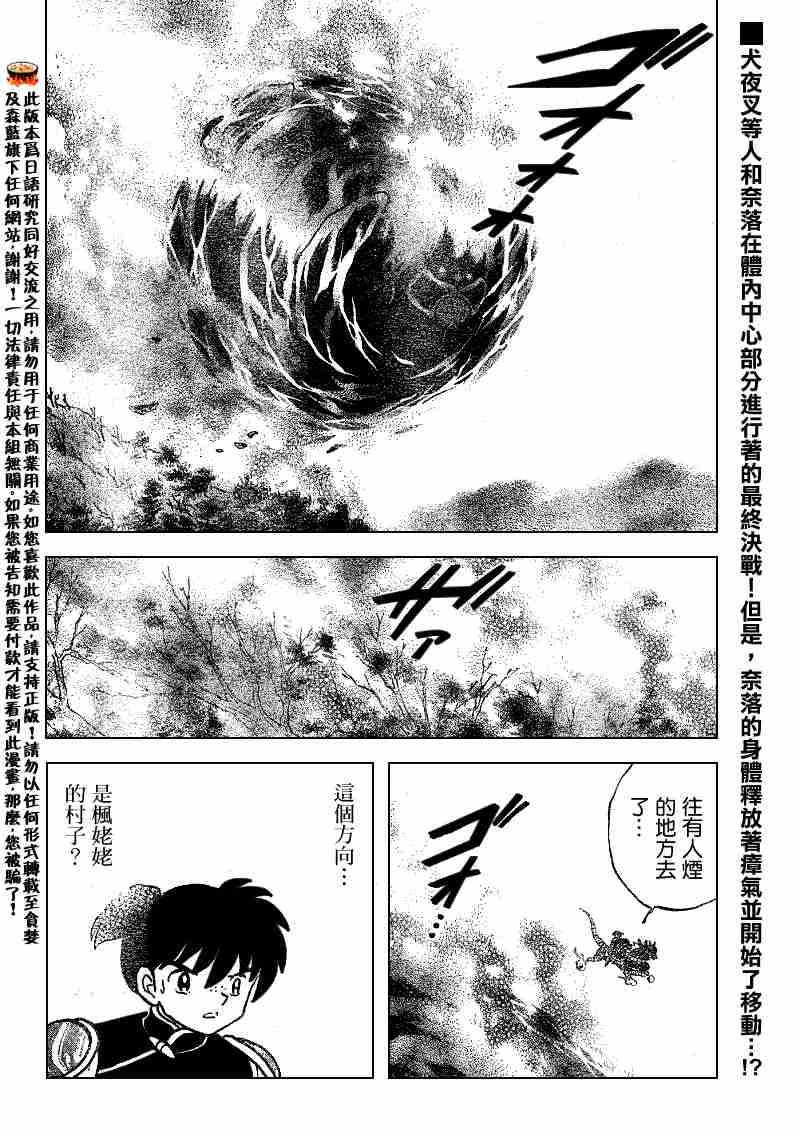 ■犬夜叉等人和奈落在體內中心部分進行著的最終決戰！但是，奈落的身體釋放著瘴氣並開始了移動…!?
オオオオ
オァ
往有人煙
的地方去
了…
オ…
這個方向…
是楓姥姥
的村子？
此版本爲日語研究同好交流之用，請勿用于任何商業用途。如您喜歡此作品，請支持正版！請勿以任何形式轉載至貪婪
及森藍旗下任何網站，謝謝！一切法律責任與本組無關。如果您被告知需要付款才能看到此漫畫，那麼，您被騙了！